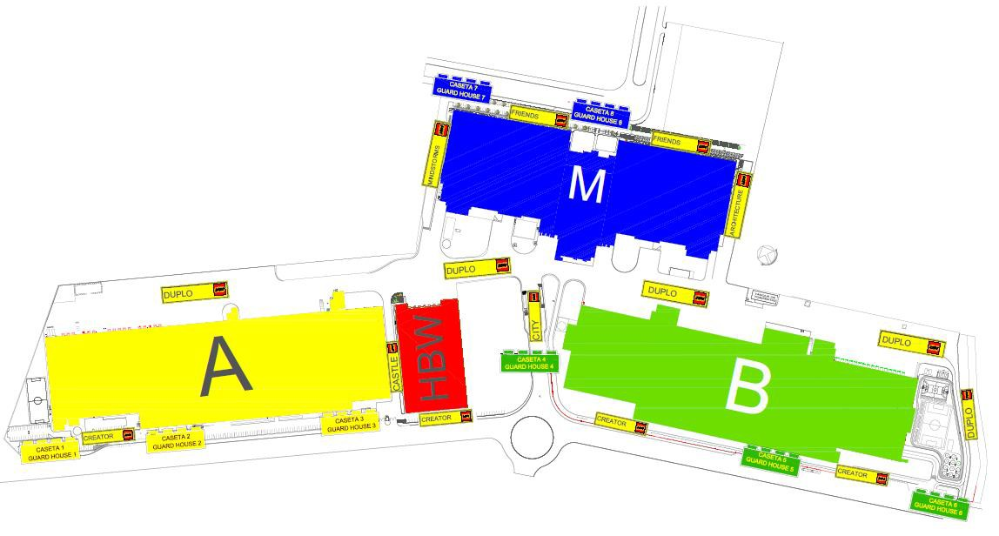 CASETA 7
GUARD HOUSE 7
FRIENDS
CASETA 8
GUARD HOUSE 8
FRIENDS
MINDSTORMS
M
ARCHITECTURE
DUPLO
DUPLO
DUPLO
CITY
DUPLO
A
CASTLE
HBW
CASETA 4
GUARD HOUSE 4
B
DUPLO
CREATOR
CASETA 3
GUARD HOUSE 3
CREATOR
CREATOR
CASETA 2
GUARD HOUSE 2
CASETA 1
GUARD HOUSE 1
CASETA 5
GUARD HOUSE 5
CREATOR
CASETA 6
GUARD HOUSE 6